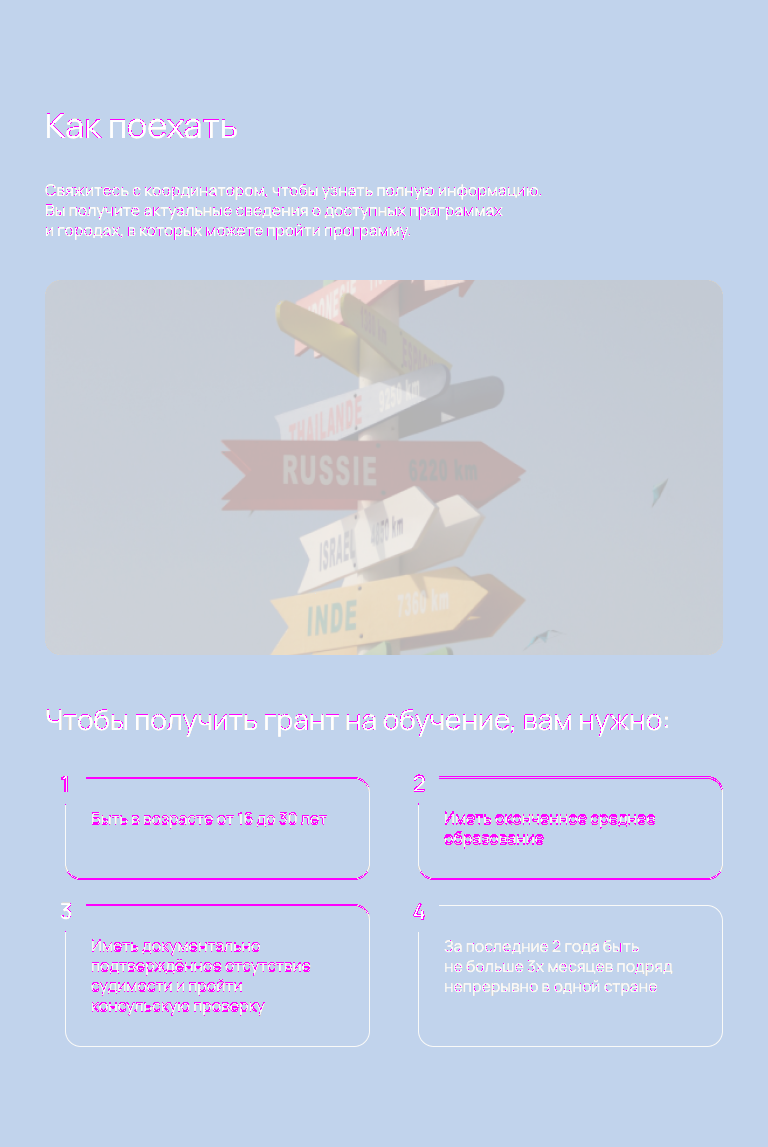 Как поехать
Свяжитесь с координатором, чтобы узнать полную информацию.
Вы получите актуальные сведения о доступных программах
и городах, в которых можете пройти программу.
THAILANDE 9250 km
RUSSIE 6220 km
ISRAEL
INDE 7360 km
Чтобы получить грант на обучение, вам нужно:
1
Быть в возрасте от 18 до 30 лет
2
Иметь оконченное среднее
образование
3
Иметь документально
подтверждённое отсутствие
судимости и пройти
консульскую проверку
4
За последние 2 года быть
не больше 3х месяцев подряд
непрерывно в одной стране